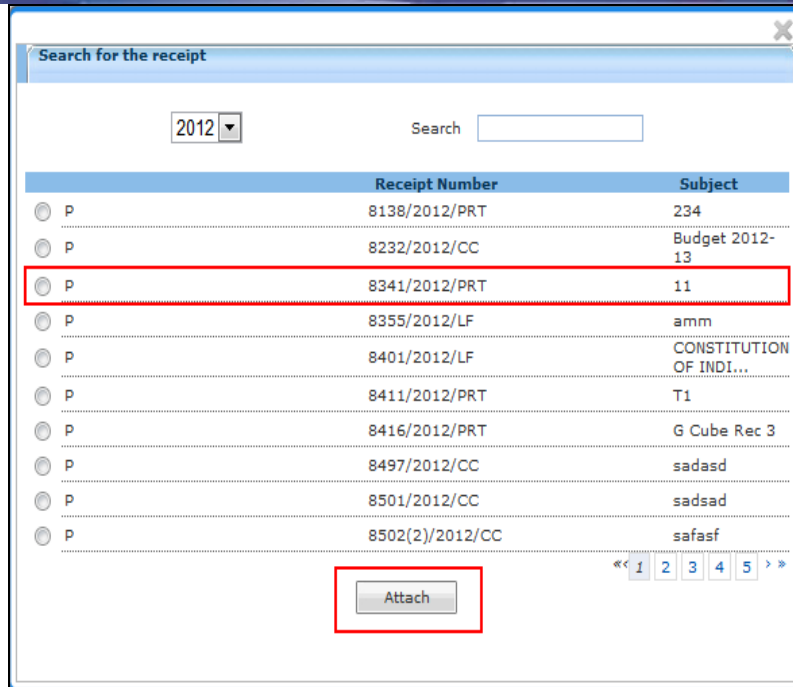 Search for the receipt
2012 Search
Receipt Number Subject
P 8138/2012/PRT 234
P 8232/2012/CC Budget 2012-
13
P 8341/2012/PRT 11
P 8355/2012/LF amm
P 8401/2012/LF CONSTITUTION
OF INDI...
P 8411/2012/PRT T1
P 8416/2012/PRT G Cube Rec 3
P 8497/2012/CC sadasd
P 8501/2012/CC sadsad
P 8502(2)/2012/CC safasf
«‹ 1 2 3 4 5 › »
Attach